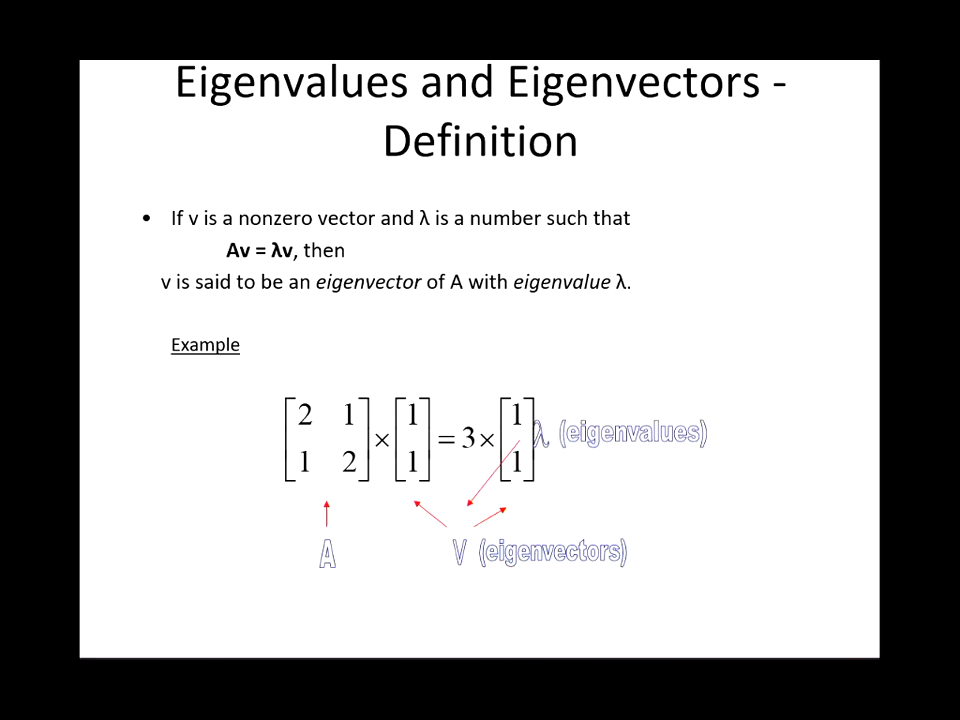 Eigenvalues and Eigenvectors -
Definition
• If v is a nonzero vector and λ is a number such that
Av = λv, then
v is said to be an eigenvector of A with eigenvalue λ.
Example
[2 1; 1 2] × [1; 1] = 3 × [1; 1]
λ (eigenvalues)
A
V (eigenvectors)